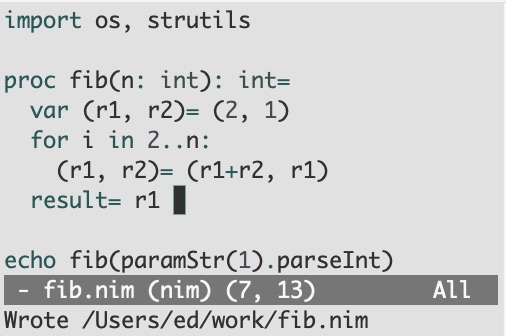 import os, strutils
proc fib(n: int): int=
  var (r1, r2)= (2, 1)
  for i in 2..n:
    (r1, r2)= (r1+r2, r1)
  result= r1
echo fib(paramStr(1).parseInt)
 - fib.nim (nim) (7, 13) All
Wrote /Users/ed/work/fib.nim